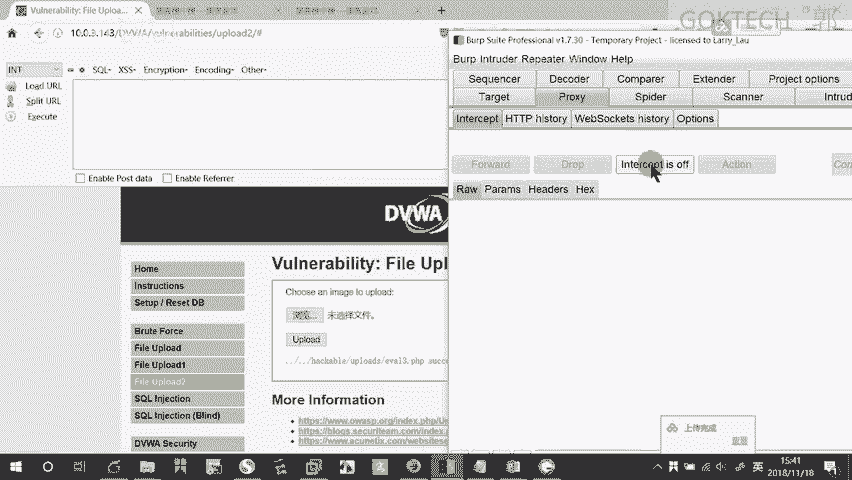 Vulnerability: File Uploa...
GOKTECH 郭
10.0.3.143/DVWA/vulnerabilities/upload2/#
INT
SQL- XSS- Encryption- Encoding- Other-
Load URL
Split URL
Execute
Enable Post data
Enable Referrer
Burp Suite Professional v1.7.30 - Temporary Project - licensed to Larry_Lau
Burp Intruder Repeater Window Help
Sequencer Decoder Comparer Extender Project options
Target Proxy Spider Scanner Intrud
Intercept HTTP history WebSockets history Options
Forward Drop Intercept is off Action
Raw Params Headers Hex
DVWA
Home
Instructions
Setup / Reset DB
Brute Force
File Upload
File Upload1
File Upload2
SQL Injection
SQL Injection (Blind)
DVWA Security
Vulnerability: File Upl
Choose an image to upload:
浏览... 未选择文件。
Upload
../../hackable/uploads/eval3.php succe
More Information
https://www.owasp.org/index.php/Un
https://blogs.securiteam.com/index.
https://www.acunetix.com/websites
上传完成
英
15:41
2018/11/18